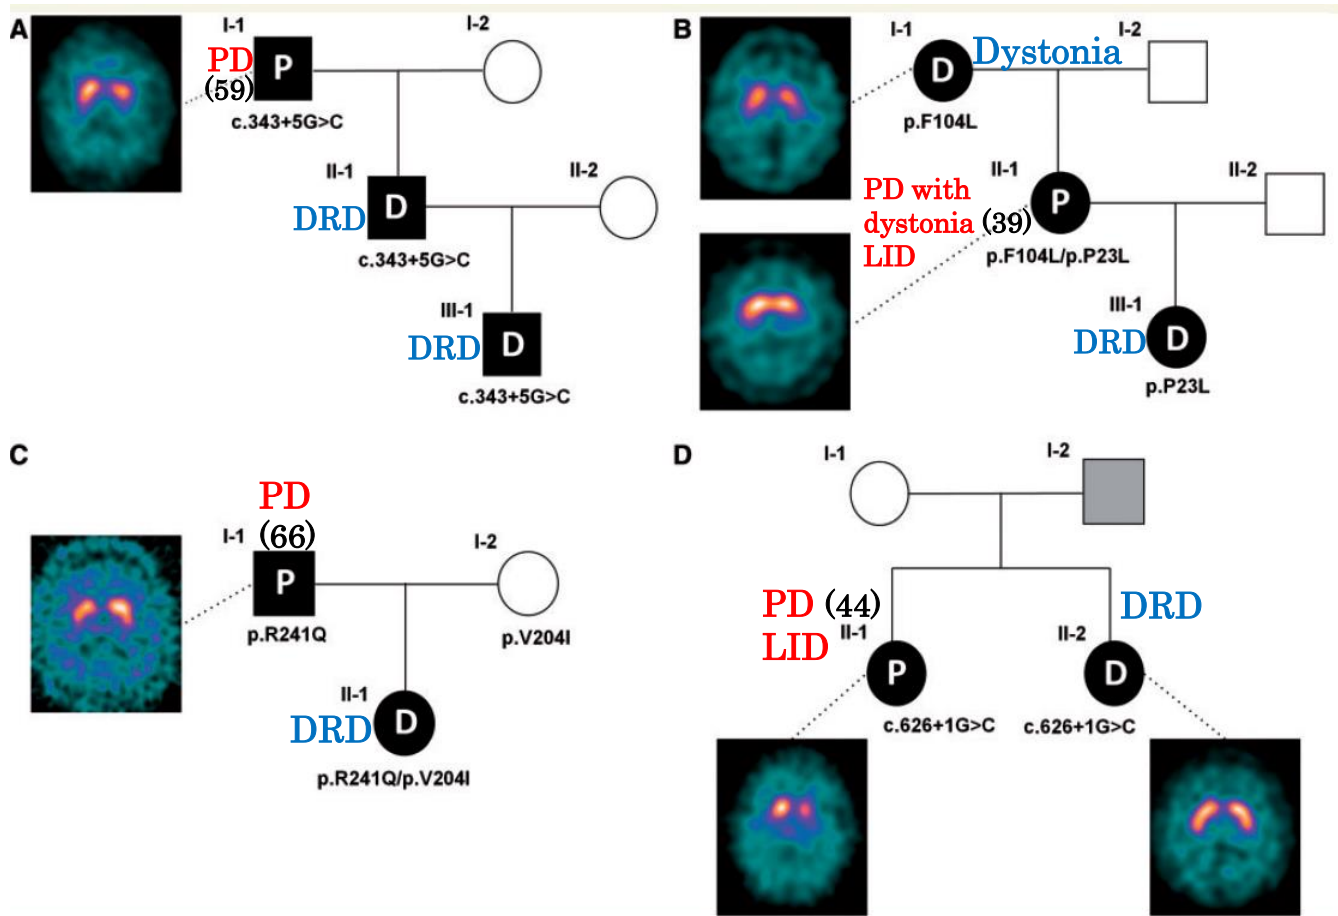 A
I-1
I-2
PD
(59)
P
c.343+5G>C
II-1
II-2
DRD
D
c.343+5G>C
III-1
DRD
D
c.343+5G>C
B
I-1
I-2
D
Dystonia
p.F104L
II-1
II-2
PD with
dystonia (39)
LID
P
p.F104L/p.P23L
III-1
DRD
D
p.P23L
C
PD
(66)
I-1
I-2
P
p.R241Q
p.V204I
II-1
DRD
D
p.R241Q/p.V204I
D
I-1
I-2
PD (44)
LID
II-1
DRD
II-2
P
D
c.626+1G>C
c.626+1G>C